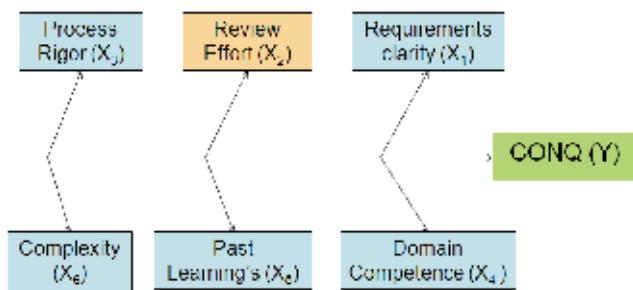 Process
Rigor (X3)
Review
Effort (X2)
Requirements
clarity (X1)
CONQ (Y)
Complexity
(X6)
Past
Learning's (X5)
Domain
Competence (X4)